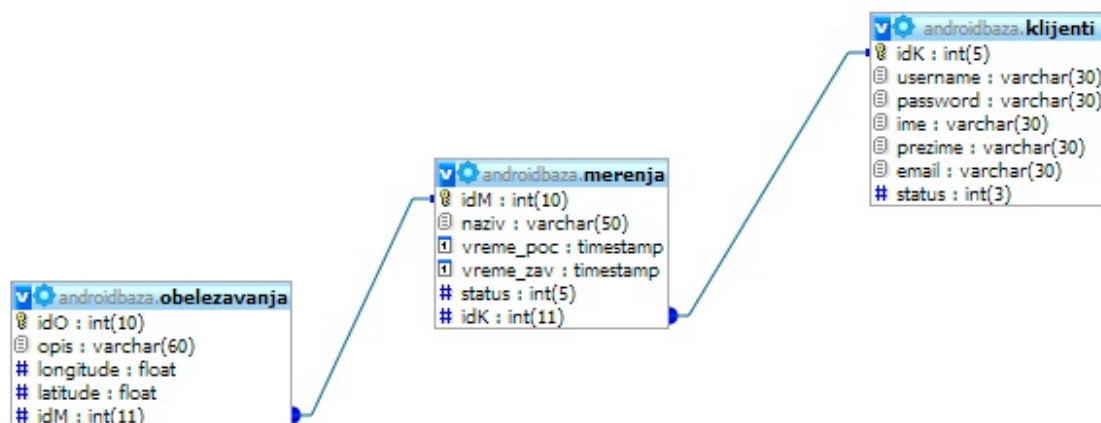 androidbaza.klijenti
idK : int(5)
username : varchar(30)
password : varchar(30)
ime : varchar(30)
prezime : varchar(30)
email : varchar(30)
# status : int(3)
androidbaza.merenja
idM : int(10)
naziv : varchar(50)
vreme_poc : timestamp
vreme_zav : timestamp
# status : int(5)
# idK : int(11)
androidbaza.obelezavanja
idO : int(10)
opis : varchar(60)
# longitude : float
# latitude : float
# idM : int(11)